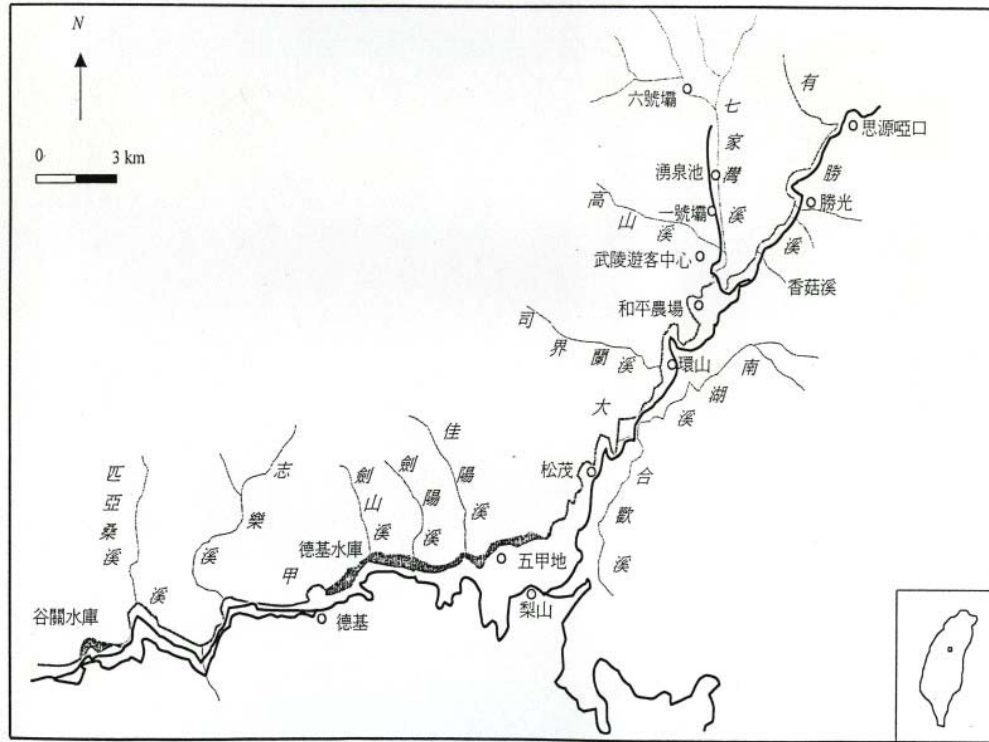 N
0 3 km
六號壩
七家灣溪
有勝溪
思源啞口
湧泉池
勝光
一號壩
高山溪
武陵遊客中心
香菇溪
和平農場
司界蘭溪
環山
南湖溪
大甲溪
合歡溪
松茂
佳陽溪
劍陽溪
劍山溪
志樂溪
匹亞桑溪
德基水庫
五甲地
梨山
德基
谷關水庫